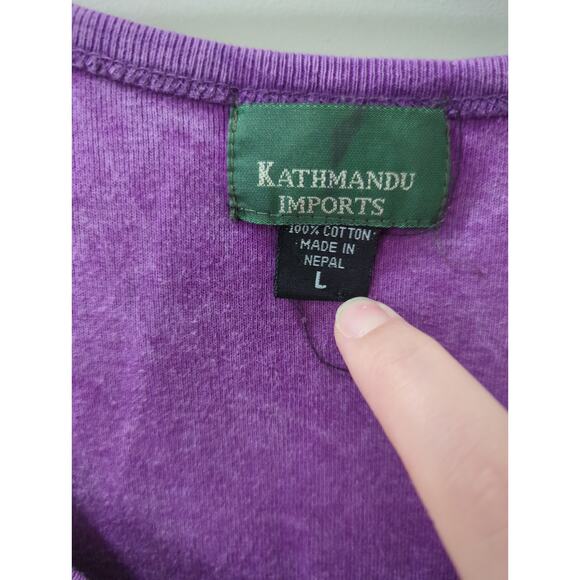 KATHMANDU
IMPORTS
100% COTTON
MADE IN
NEPAL
L